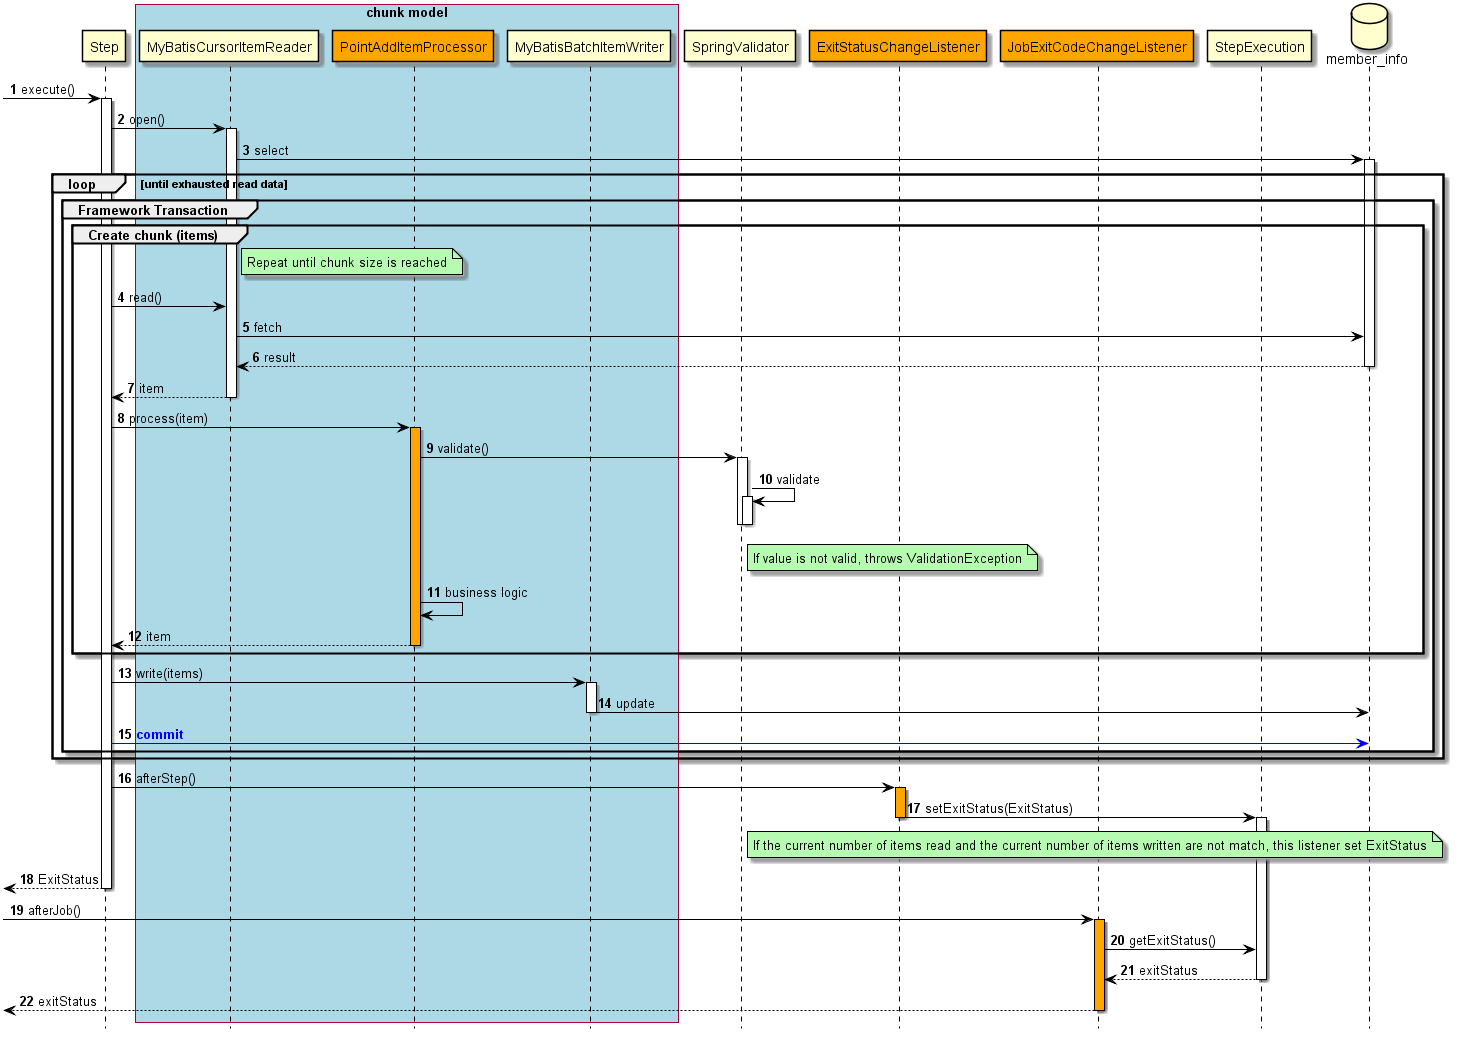 chunk model
Step
MyBatisCursorItemReader
PointAddItemProcessor
MyBatisBatchItemWriter
SpringValidator
ExitStatusChangeListener
JobExitCodeChangeListener
StepExecution
member_info
1 execute()
2 open()
3 select
loop [until exhausted read data]
Framework Transaction
Create chunk (items)
Repeat until chunk size is reached
4 read()
5 fetch
6 result
7 item
8 process(item)
9 validate()
10 validate
If value is not valid, throws ValidationException
11 business logic
12 item
13 write(items)
14 update
15 commit
16 afterStep()
17 setExitStatus(ExitStatus)
If the current number of items read and the current number of items written are not match, this listener set ExitStatus
18 ExitStatus
19 afterJob()
20 getExitStatus()
21 exitStatus
22 exitStatus